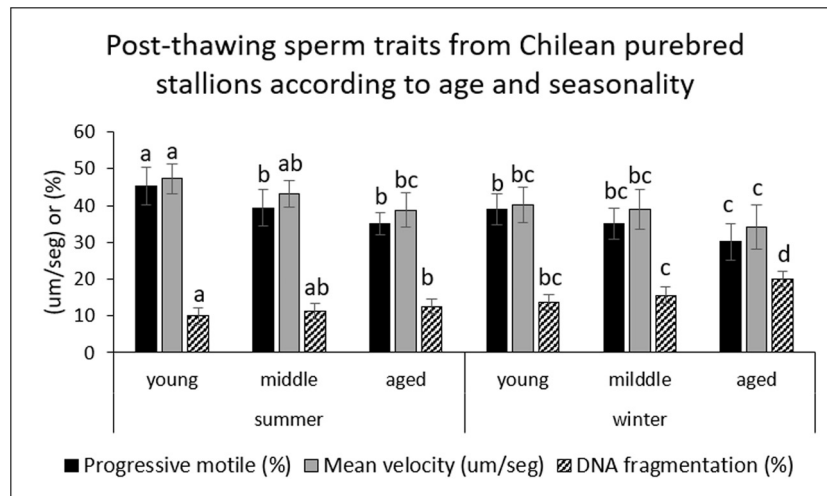 Post-thawing sperm traits from Chilean purebred
stallions according to age and seasonality
(um/seg) or (%)
60
50
40
30
20
10
0
a a a
b ab ab
b bc b
b bc bc
bc bc c
c c d
young middle aged young milddle aged
summer winter
Progressive motile (%) Mean velocity (um/seg) DNA fragmentation (%)